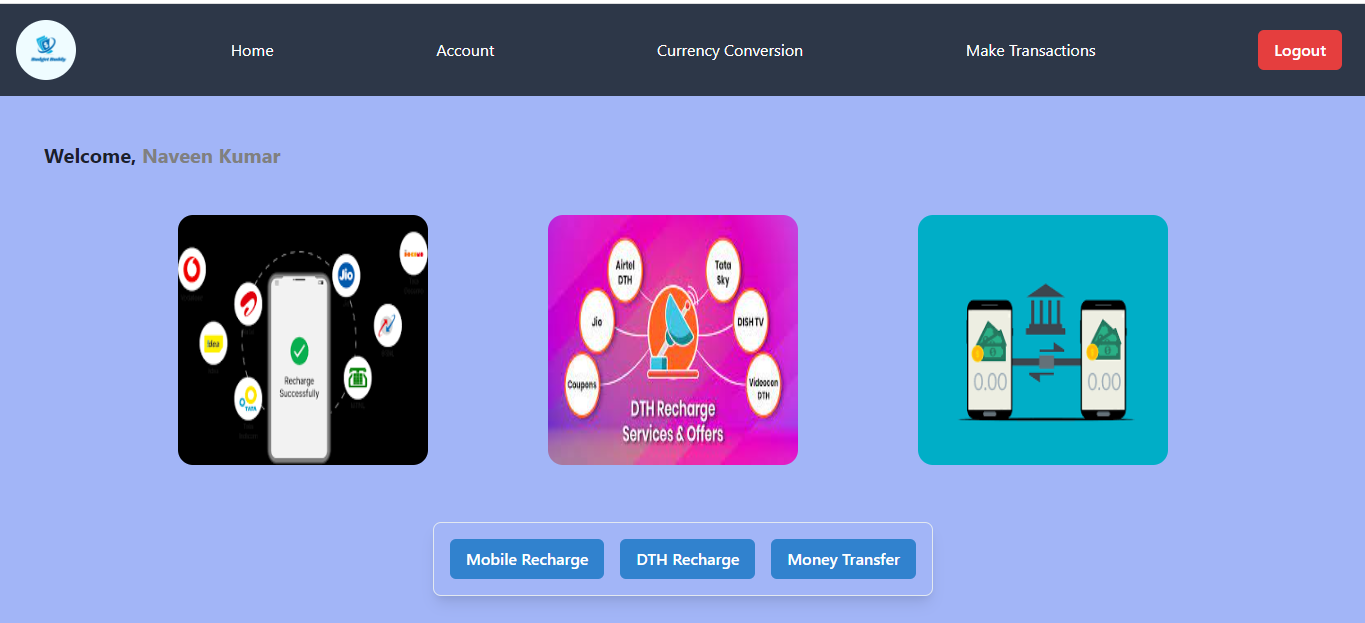 Home
Account
Currency Conversion
Make Transactions
Logout
Welcome, Naveen Kumar
Jio
Idea
TATA
Recharge
Successfully
Airtel
DTH
Tata
Sky
Jio
DISH TV
Coupons
Videocon
DTH
DTH Recharge
Services & Offers
0.00
0.00
Mobile Recharge
DTH Recharge
Money Transfer